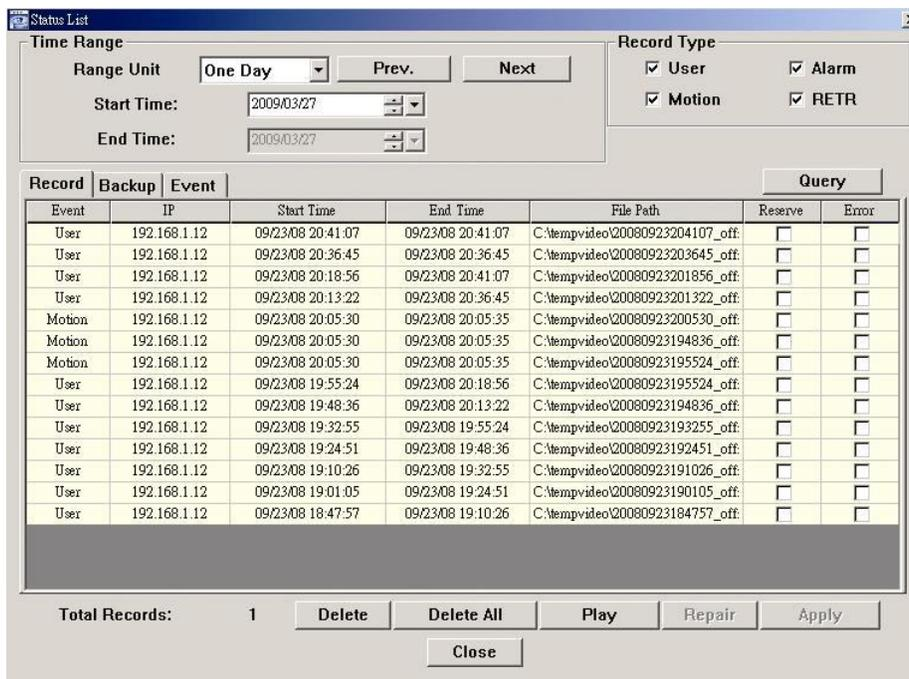 Status List
Time Range
Record Type
Range Unit One Day Prev. Next
User Alarm
Start Time: 2009/03/27
Motion RETR
End Time: 2009/03/27
Record Backup Event Query
Event IP Start Time End Time File Path Reserve Error
User 192.168.1.12 09/23/08 20:41:07 09/23/08 20:41:07 C:\tempvideo\20080923204107_off:
User 192.168.1.12 09/23/08 20:36:45 09/23/08 20:36:45 C:\tempvideo\20080923203645_off:
User 192.168.1.12 09/23/08 20:18:56 09/23/08 20:41:07 C:\tempvideo\20080923201856_off:
User 192.168.1.12 09/23/08 20:13:22 09/23/08 20:36:45 C:\tempvideo\20080923201322_off:
Motion 192.168.1.12 09/23/08 20:05:30 09/23/08 20:05:35 C:\tempvideo\20080923200530_off:
Motion 192.168.1.12 09/23/08 20:05:30 09/23/08 20:05:35 C:\tempvideo\20080923194836_off:
Motion 192.168.1.12 09/23/08 20:05:30 09/23/08 20:05:35 C:\tempvideo\20080923195524_off:
User 192.168.1.12 09/23/08 19:55:24 09/23/08 20:18:56 C:\tempvideo\20080923195524_off:
User 192.168.1.12 09/23/08 19:48:36 09/23/08 20:13:22 C:\tempvideo\20080923194836_off:
User 192.168.1.12 09/23/08 19:32:55 09/23/08 19:55:24 C:\tempvideo\20080923193255_off:
User 192.168.1.12 09/23/08 19:24:51 09/23/08 19:48:36 C:\tempvideo\20080923192451_off:
User 192.168.1.12 09/23/08 19:10:26 09/23/08 19:32:55 C:\tempvideo\20080923191026_off:
User 192.168.1.12 09/23/08 19:01:05 09/23/08 19:24:51 C:\tempvideo\20080923190105_off:
User 192.168.1.12 09/23/08 18:47:57 09/23/08 19:10:26 C:\tempvideo\20080923184757_off:
Total Records: 1 Delete Delete All Play Repair Apply
Close